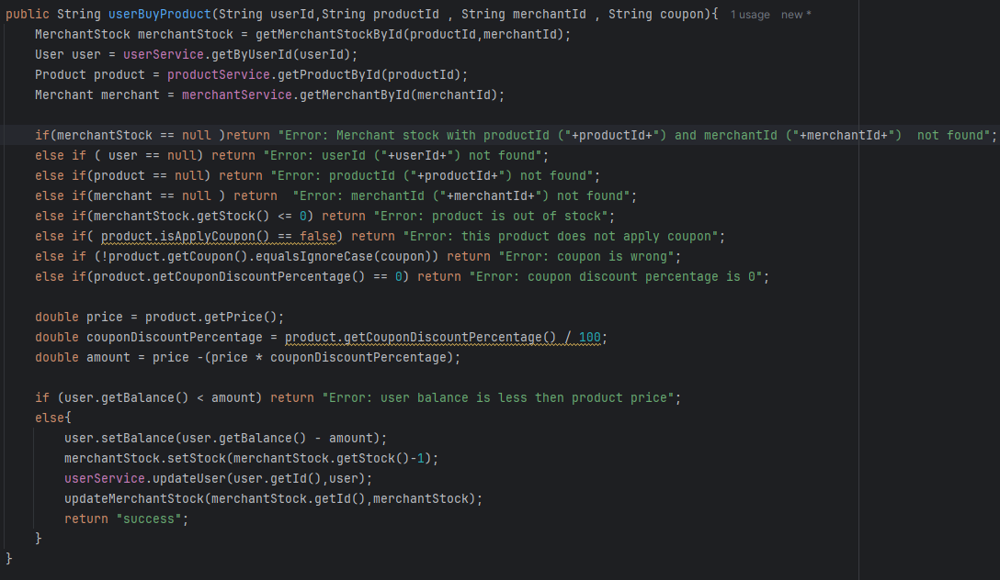 public String userBuyProduct(String userId,String productId , String merchantId , String coupon){ 1 usage new *
    MerchantStock merchantStock = getMerchantStockById(productId,merchantId);
    User user = userService.getByUserId(userId);
    Product product = productService.getProductById(productId);
    Merchant merchant = merchantService.getMerchantById(merchantId);

    if(merchantStock == null )return "Error: Merchant stock with productId ("+productId+") and merchantId ("+merchantId+")  not found";
    else if ( user == null) return "Error: userId ("+userId+") not found";
    else if(product == null) return "Error: productId ("+productId+") not found";
    else if(merchant == null ) return  "Error: merchantId ("+merchantId+") not found";
    else if(merchantStock.getStock() <= 0) return "Error: product is out of stock";
    else if( product.isApplyCoupon() == false) return "Error: this product does not apply coupon";
    else if (!product.getCoupon().equalsIgnoreCase(coupon)) return "Error: coupon is wrong";
    else if(product.getCouponDiscountPercentage() == 0) return "Error: coupon discount percentage is 0";

    double price = product.getPrice();
    double couponDiscountPercentage = product.getCouponDiscountPercentage() / 100;
    double amount = price -(price * couponDiscountPercentage);

    if (user.getBalance() < amount) return "Error: user balance is less then product price";
    else{
        user.setBalance(user.getBalance() - amount);
        merchantStock.setStock(merchantStock.getStock()-1);
        userService.updateUser(user.getId(),user);
        updateMerchantStock(merchantStock.getId(),merchantStock);
        return "success";
    }
}